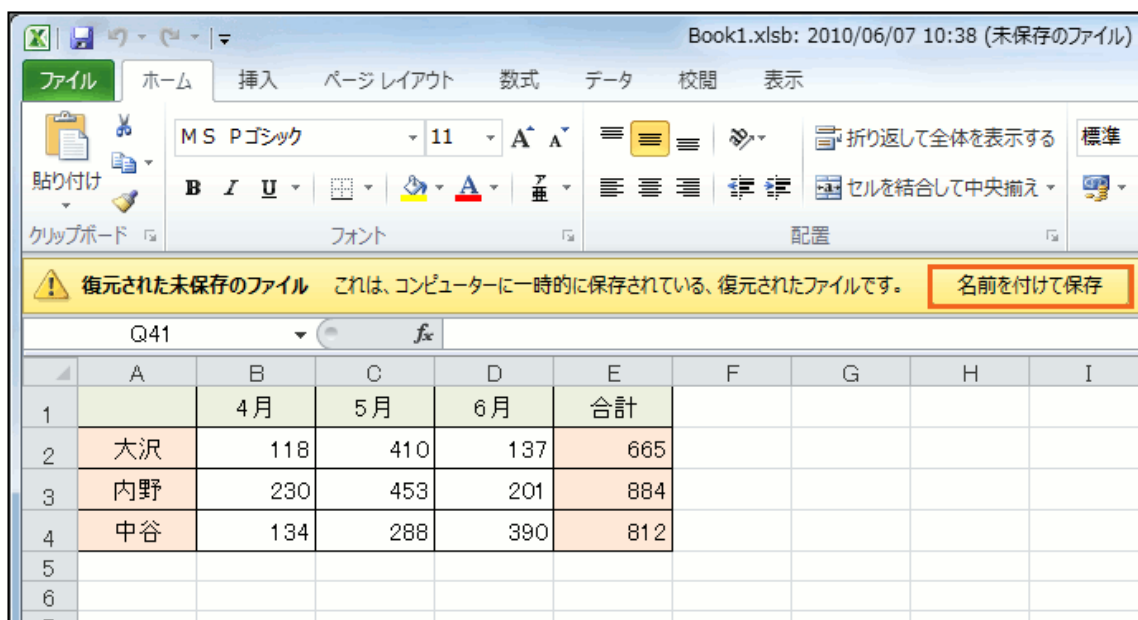 Book1.xlsb: 2010/06/07 10:38 (未保存のファイル)
ファイル ホーム 挿入 ページ レイアウト 数式 データ 校閲 表示
MS Pゴシック 11 A A 折り返して全体を表示する 標準
貼り付け B I U A ア亜 セルを結合して中央揃え
クリップボード フォント 配置
復元された未保存のファイル これは、コンピューターに一時的に保存されている、復元されたファイルです。 名前を付けて保存
Q41 fx
A B C D E F G H I
1 4月 5月 6月 合計
2 大沢 118 410 137 665
3 内野 230 453 201 884
4 中谷 134 288 390 812
5
6